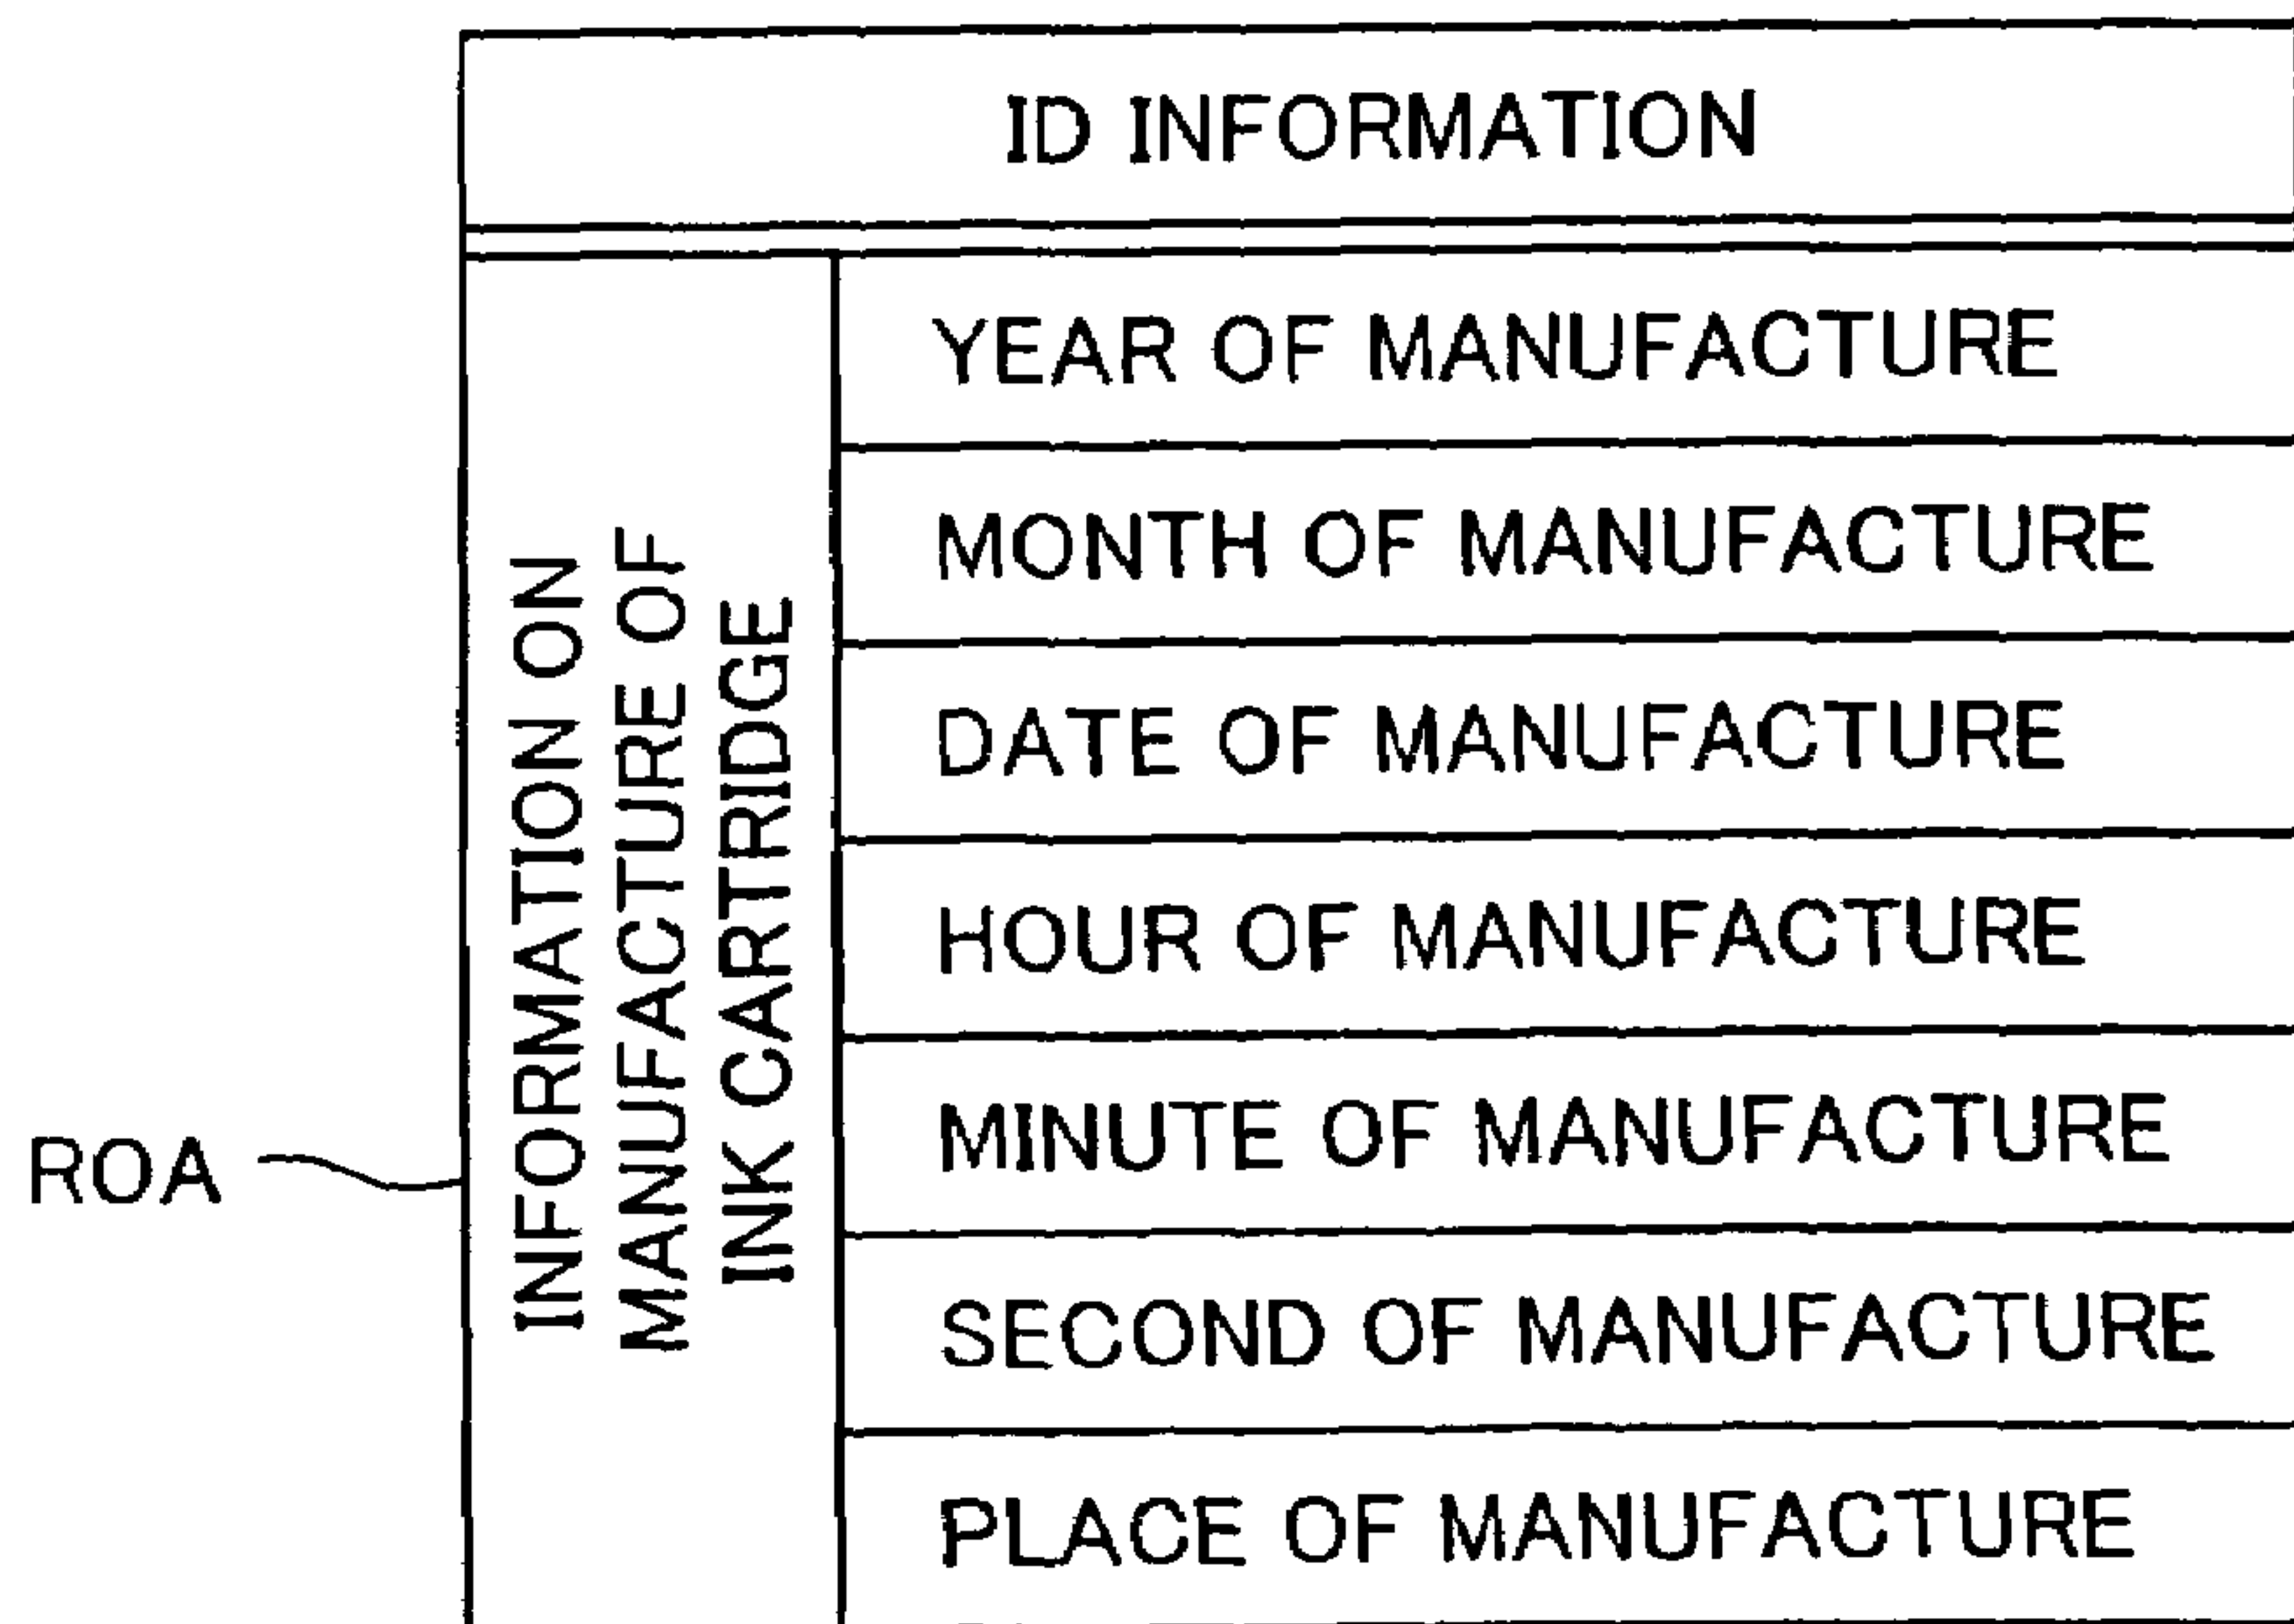 ID INFORMATION
INFORMATION ON
MANUFACTURE OF
INK CARTRIDGE
YEAR OF MANUFACTURE
MONTH OF MANUFACTURE
DATE OF MANUFACTURE
HOUR OF MANUFACTURE
MINUTE OF MANUFACTURE
SECOND OF MANUFACTURE
PLACE OF MANUFACTURE
ROA